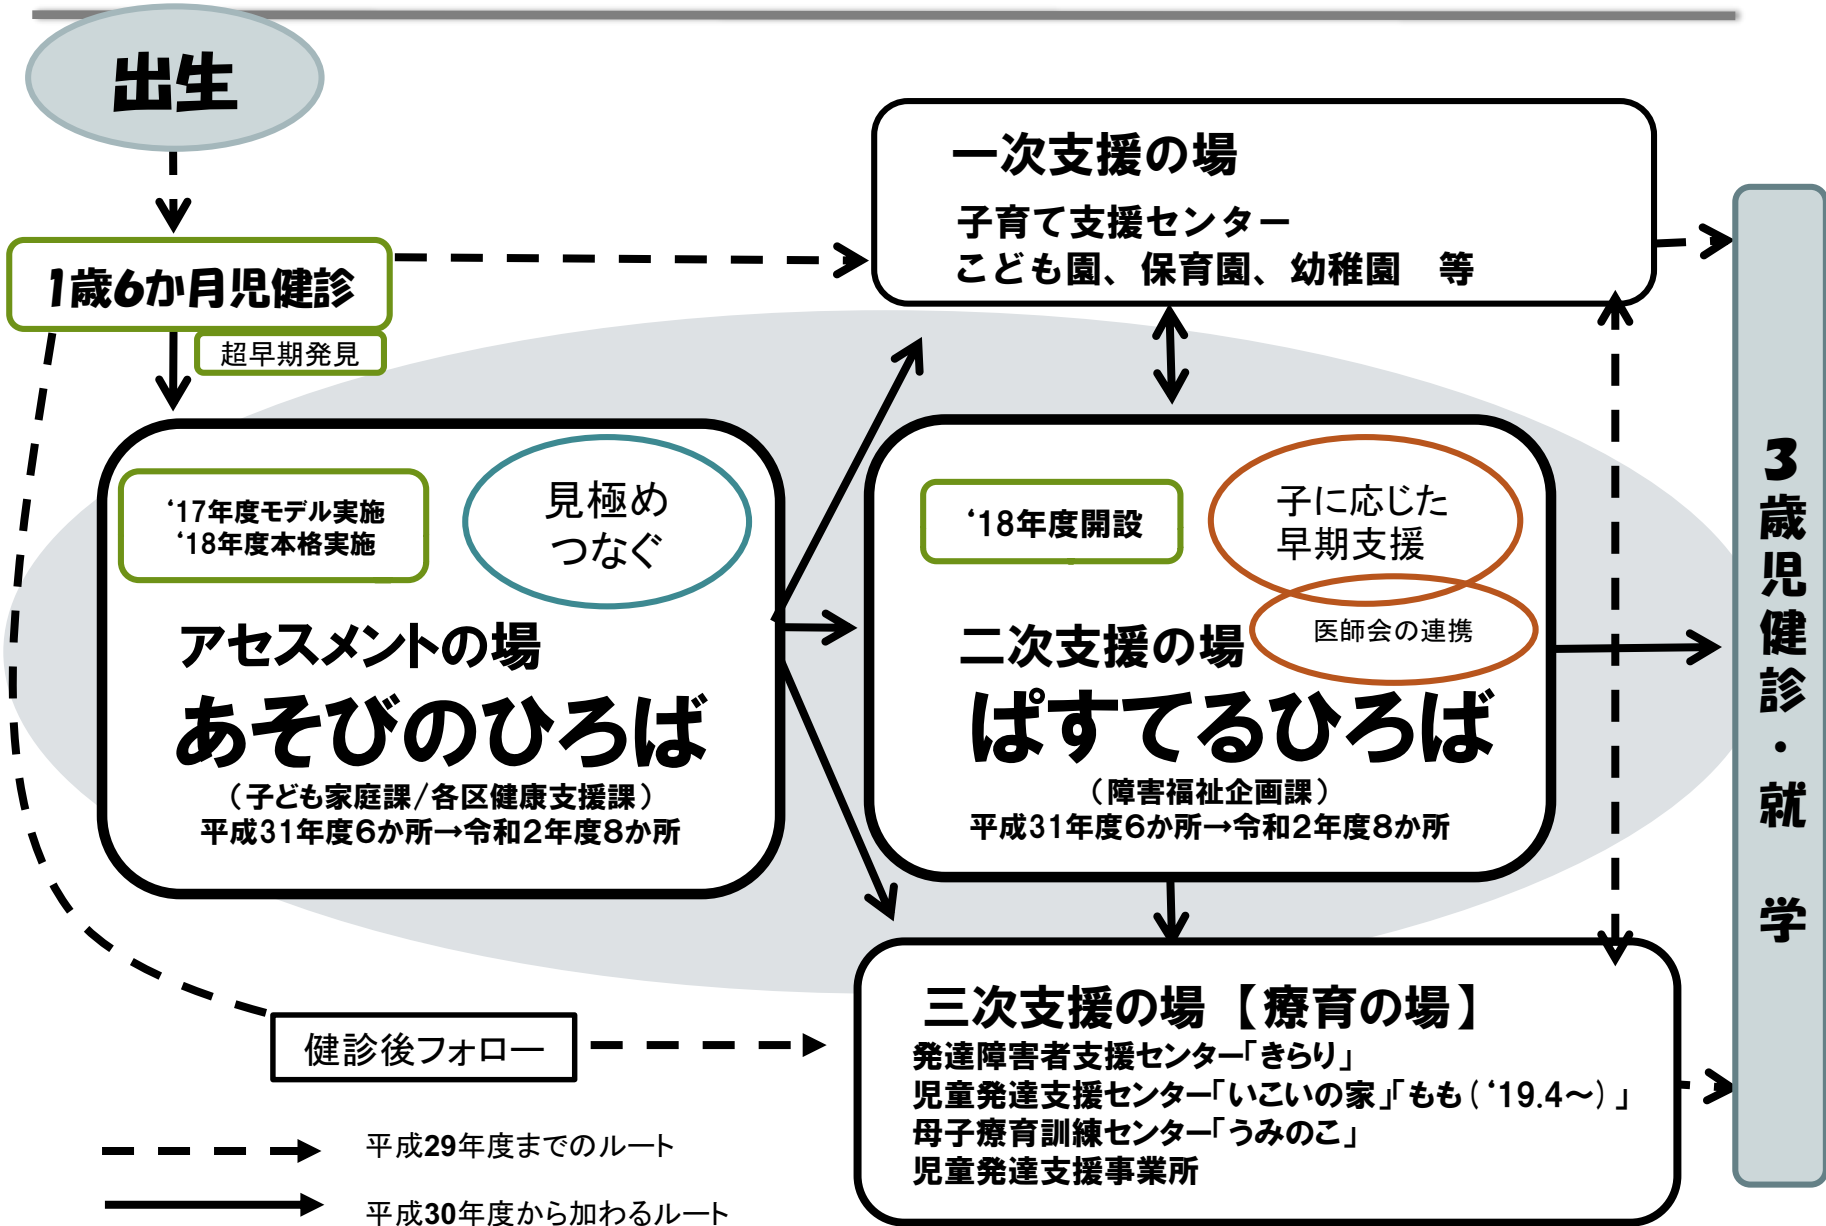 出生
1歳6か月児健診
超早期発見
一次支援の場
子育て支援センター
こども園、保育園、幼稚園　等
‘17年度モデル実施
‘18年度本格実施
見極め
つなぐ
アセスメントの場
あそびのひろば
（子ども家庭課/各区健康支援課）
平成31年度6か所→令和2年度8か所
‘18年度開設
子に応じた
早期支援
医師会の連携
二次支援の場
ぱすてるひろば
（障害福祉企画課）
平成31年度6か所→令和2年度8か所
3歳児健診・就　学
健診後フォロー
三次支援の場【療育の場】
発達障害者支援センター「きらり」
児童発達支援センター「いこいの家」「もも（‘19.4～）」
母子療育訓練センター「うみのこ」
児童発達支援事業所
平成29年度までのルート
平成30年度から加わるルート